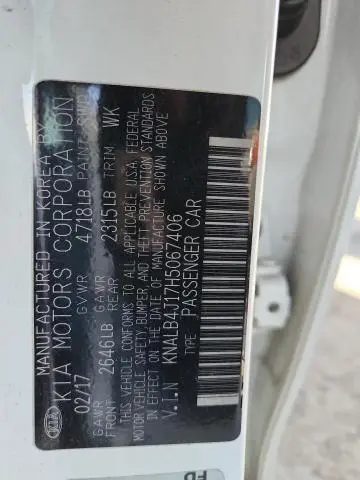 MANUFACTURED IN KOREA BY
KIA KIA MOTORS CORPORATION
02/17 GVWR 4718LB PAINT SWP
GAWR FRONT 2646LB GAWR REAR 2315LB TRIM WK
THIS VEHICLE CONFORMS TO ALL APPLICABLE USA. FEDERAL
MOTOR VEHICLE SAFETY, BUMPER, AND THEFT PREVENTION STANDARDS
IN EFFECT ON THE DATE OF MANUFACTURE SHOWN ABOVE.
V.I.N KNALB4J17H5067406
TYPE: PASSENGER CAR